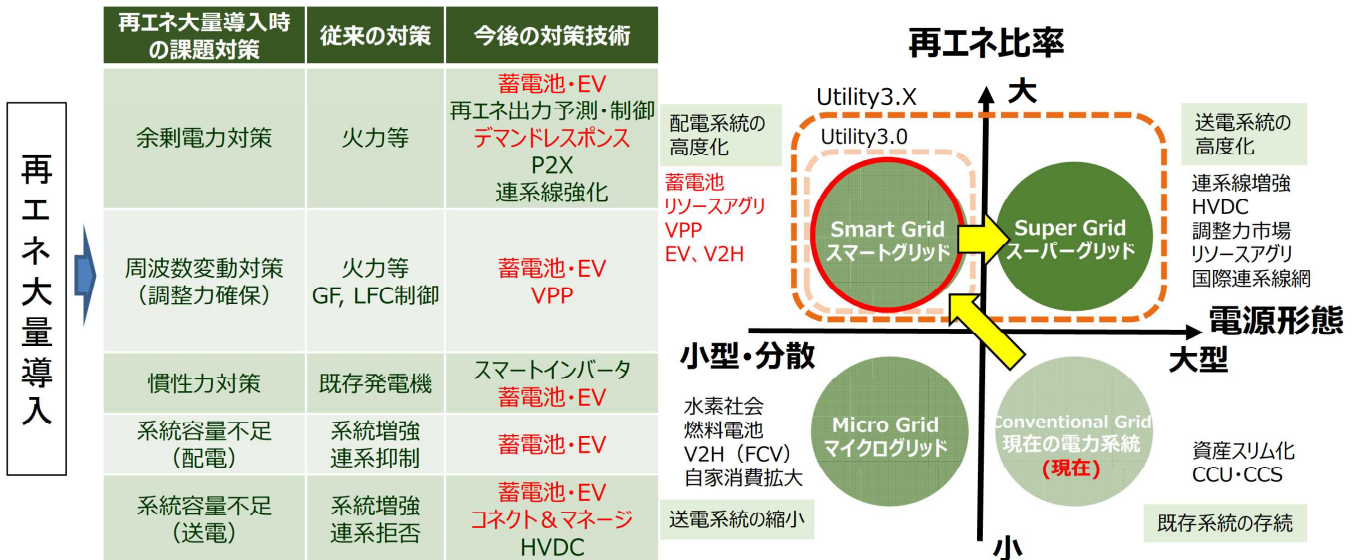 再エネ大量導入
再エネ大量導入時
の課題対策
従来の対策
今後の対策技術
余剰電力対策
火力等
蓄電池・EV
再エネ出力予測・制御
デマンドレスポンス
P2X
連系線強化
周波数変動対策
（調整力確保）
火力等
GF, LFC制御
蓄電池・EV
VPP
慣性力対策
既存発電機
スマートインバータ
蓄電池・EV
系統容量不足
（配電）
系統増強
連系抑制
蓄電池・EV
系統容量不足
（送電）
系統増強
連系拒否
蓄電池・EV
コネクト＆マネージ
HVDC
再エネ比率
大
Utility3.X
Utility3.0
配電系統の
高度化
蓄電池
リソースアグリ
VPP
EV、V2H
Smart Grid
スマートグリッド
Super Grid
スーパーグリッド
送電系統の
高度化
連系線増強
HVDC
調整力市場
リソースアグリ
国際連系線網
電源形態
小型・分散
大型
水素社会
燃料電池
V2H（FCV）
自家消費拡大
送電系統の縮小
Micro Grid
マイクログリッド
Conventional Grid
現在の電力系統
(現在)
資産スリム化
CCU・CCS
既存系統の存続
小